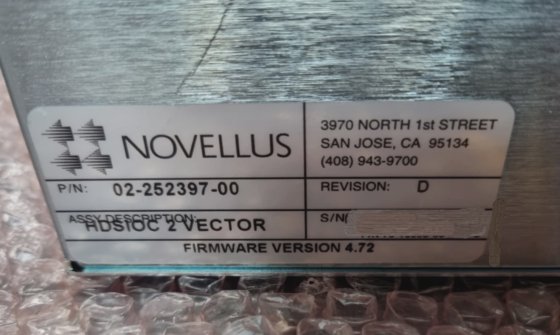 NOVELLUS
3970 NORTH 1st STREET
SAN JOSE, CA 95134
(408) 943-9700
P/N: 02-252397-00
REVISION: D
ASSY DESCRIPTION:
HDSIOC 2 VECTOR
S/N(
FIRMWARE VERSION 4.72